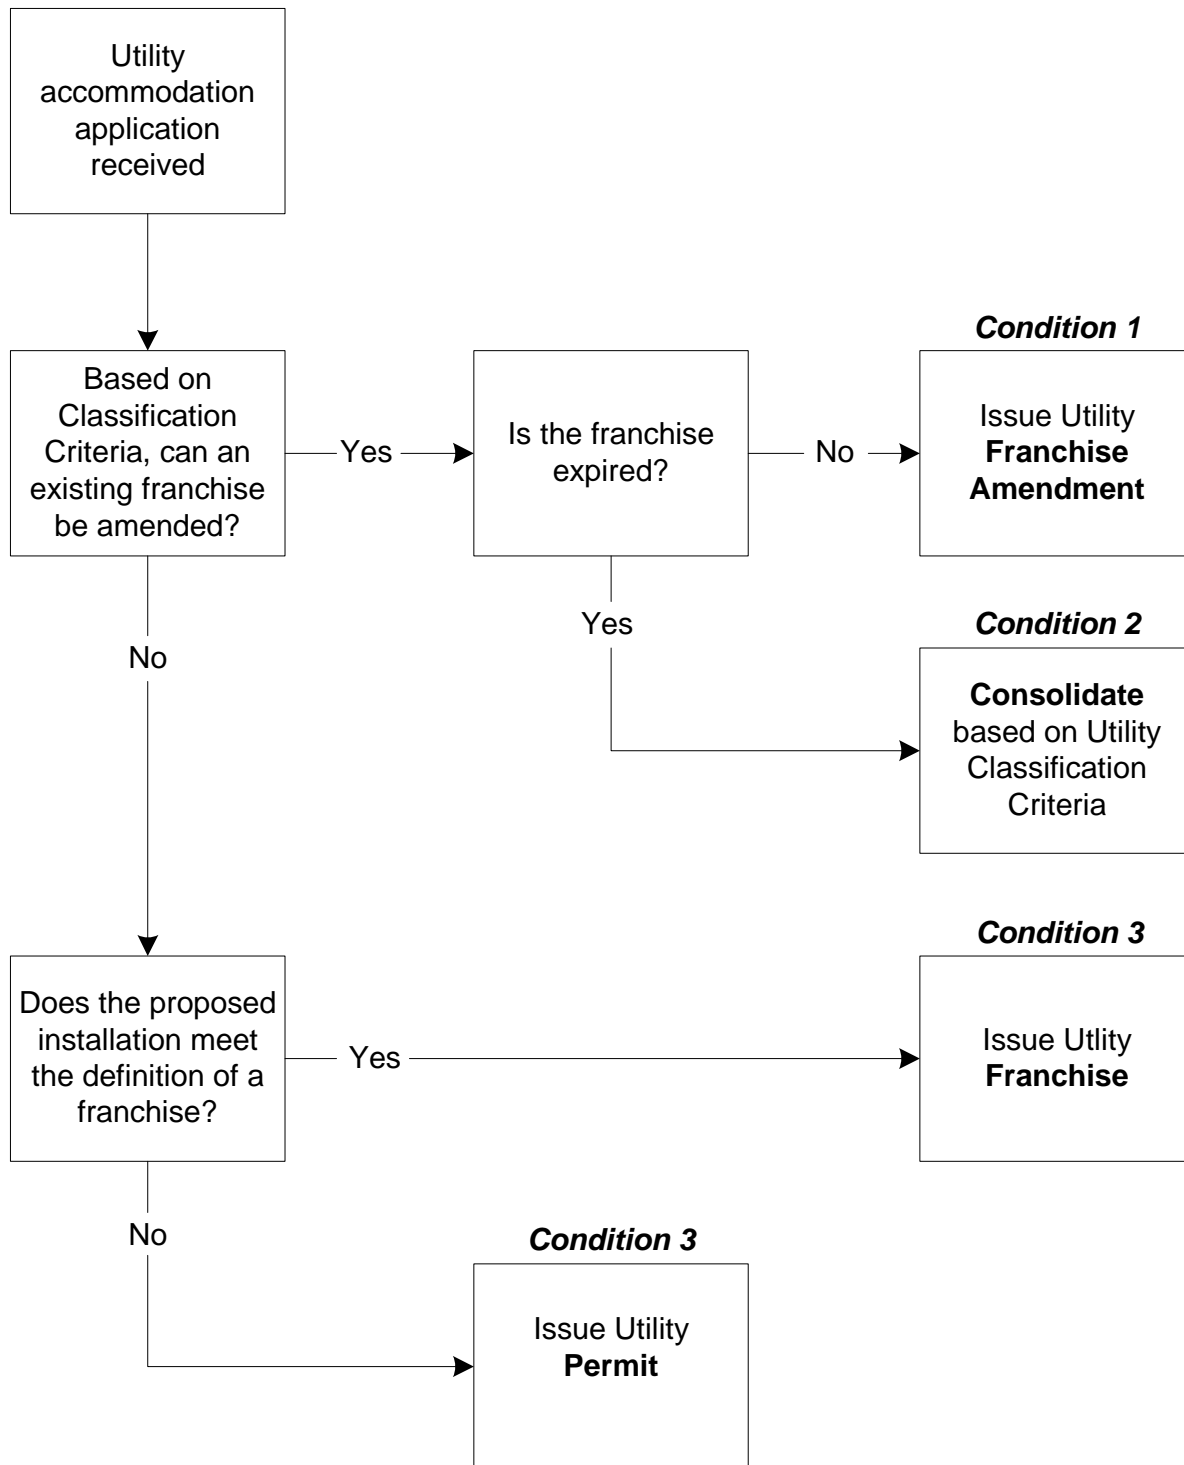 Utility
accommodation
application
received
Condition 1
Based on
Classification
Criteria, can an
existing franchise
be amended?
Yes
Is the franchise
expired?
No
Issue Utility
Franchise
Amendment
Yes
Condition 2
Consolidate
based on Utility
Classification
Criteria
No
Condition 3
Does the proposed
installation meet
the definition of a
franchise?
Yes
Issue Utlity
Franchise
No
Condition 3
Issue Utility
Permit